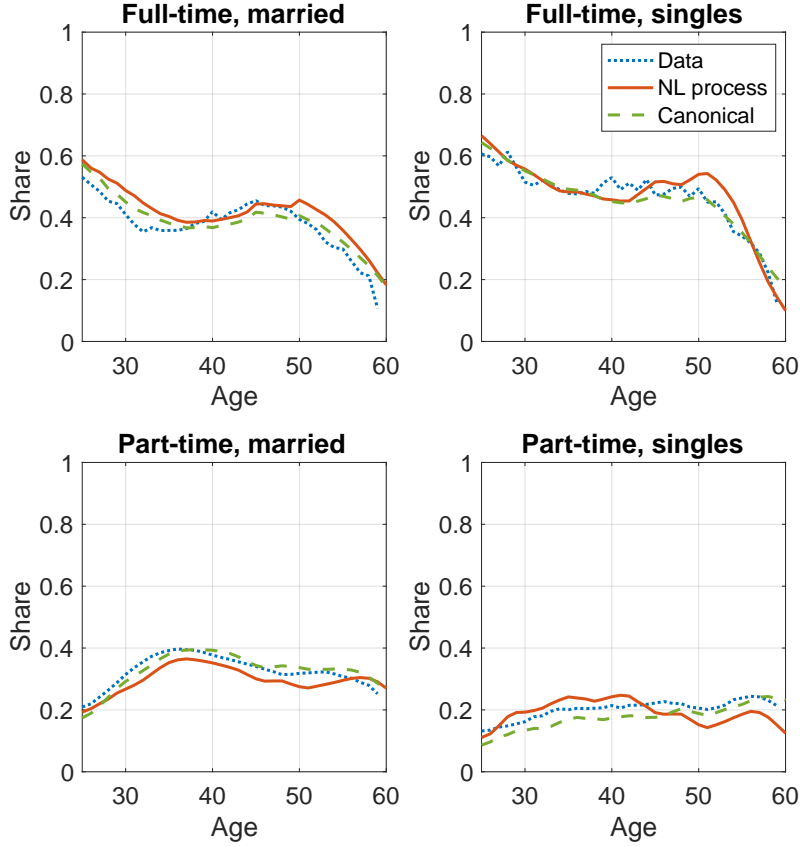 Full-time, married
Full-time, singles
1
0.8
0.6
0.4
0.2
0
Share
30
40
50
60
Age
1
0.8
0.6
0.4
0.2
0
Share
30
40
50
60
Age
Data
NL process
Canonical
Part-time, married
Part-time, singles
1
0.8
0.6
0.4
0.2
0
Share
30
40
50
60
Age
1
0.8
0.6
0.4
0.2
0
Share
30
40
50
60
Age